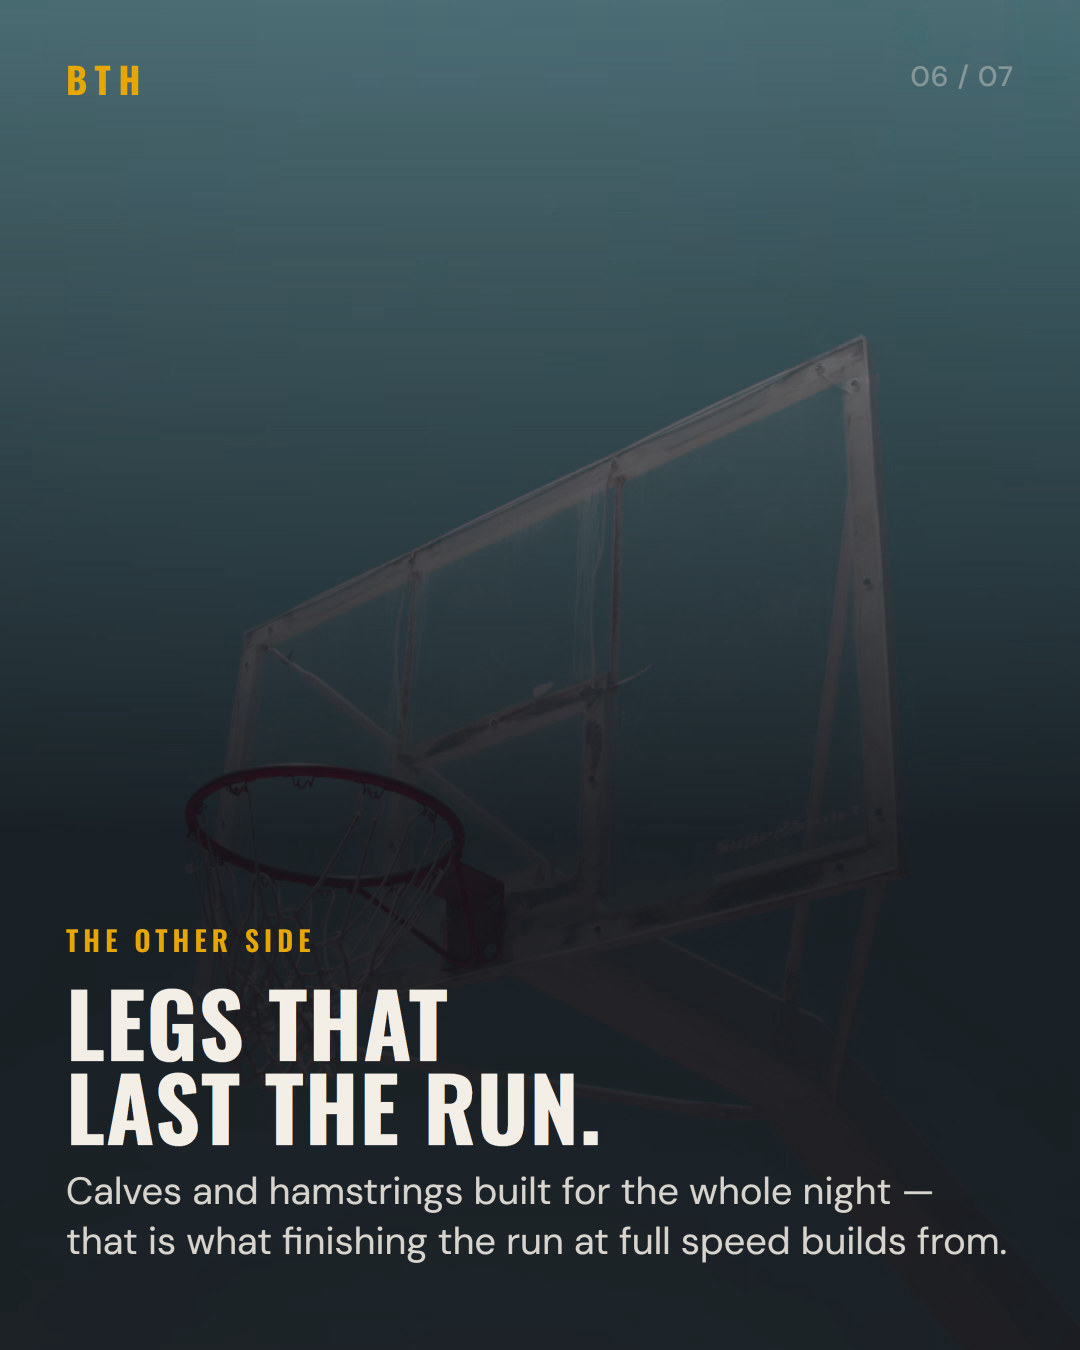 BTH
06 / 07
THE OTHER SIDE
LEGS THAT
LAST THE RUN.
Calves and hamstrings built for the whole night —
that is what finishing the run at full speed builds from.